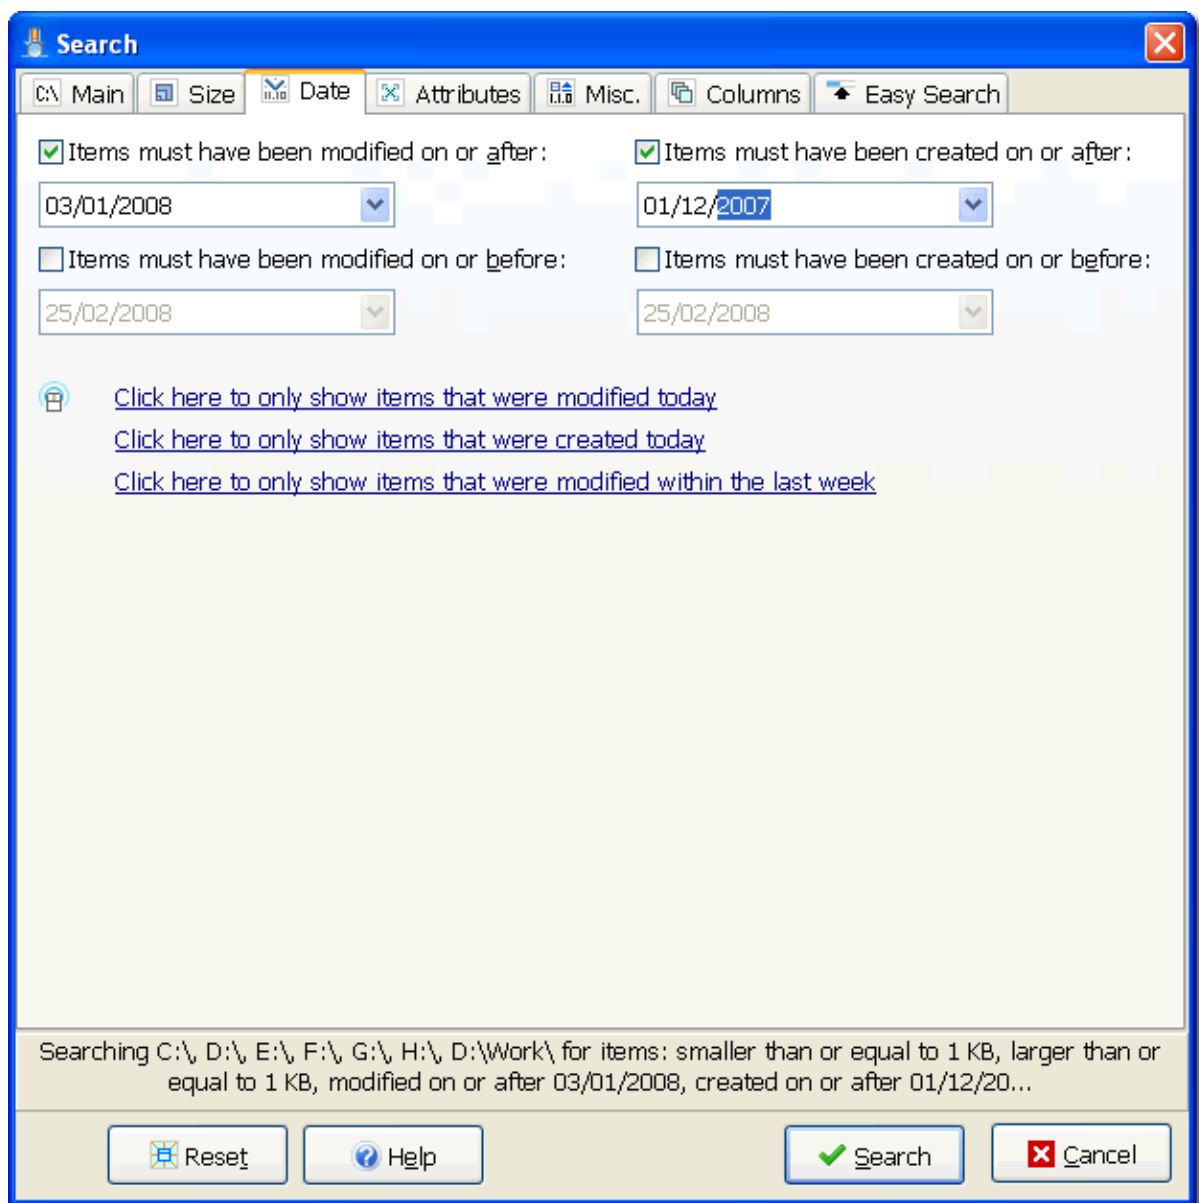 Search
C:\ Main Size Date Attributes Misc. Columns Easy Search
Items must have been modified on or after: Items must have been created on or after:
03/01/2008 01/12/2007
Items must have been modified on or before: Items must have been created on or before:
25/02/2008 25/02/2008
Click here to only show items that were modified today
Click here to only show items that were created today
Click here to only show items that were modified within the last week
Searching C:\, D:\, E:\, F:\, G:\, H:\, D:\Work\ for items: smaller than or equal to 1 KB, larger than or
equal to 1 KB, modified on or after 03/01/2008, created on or after 01/12/20...
Reset Help Search Cancel